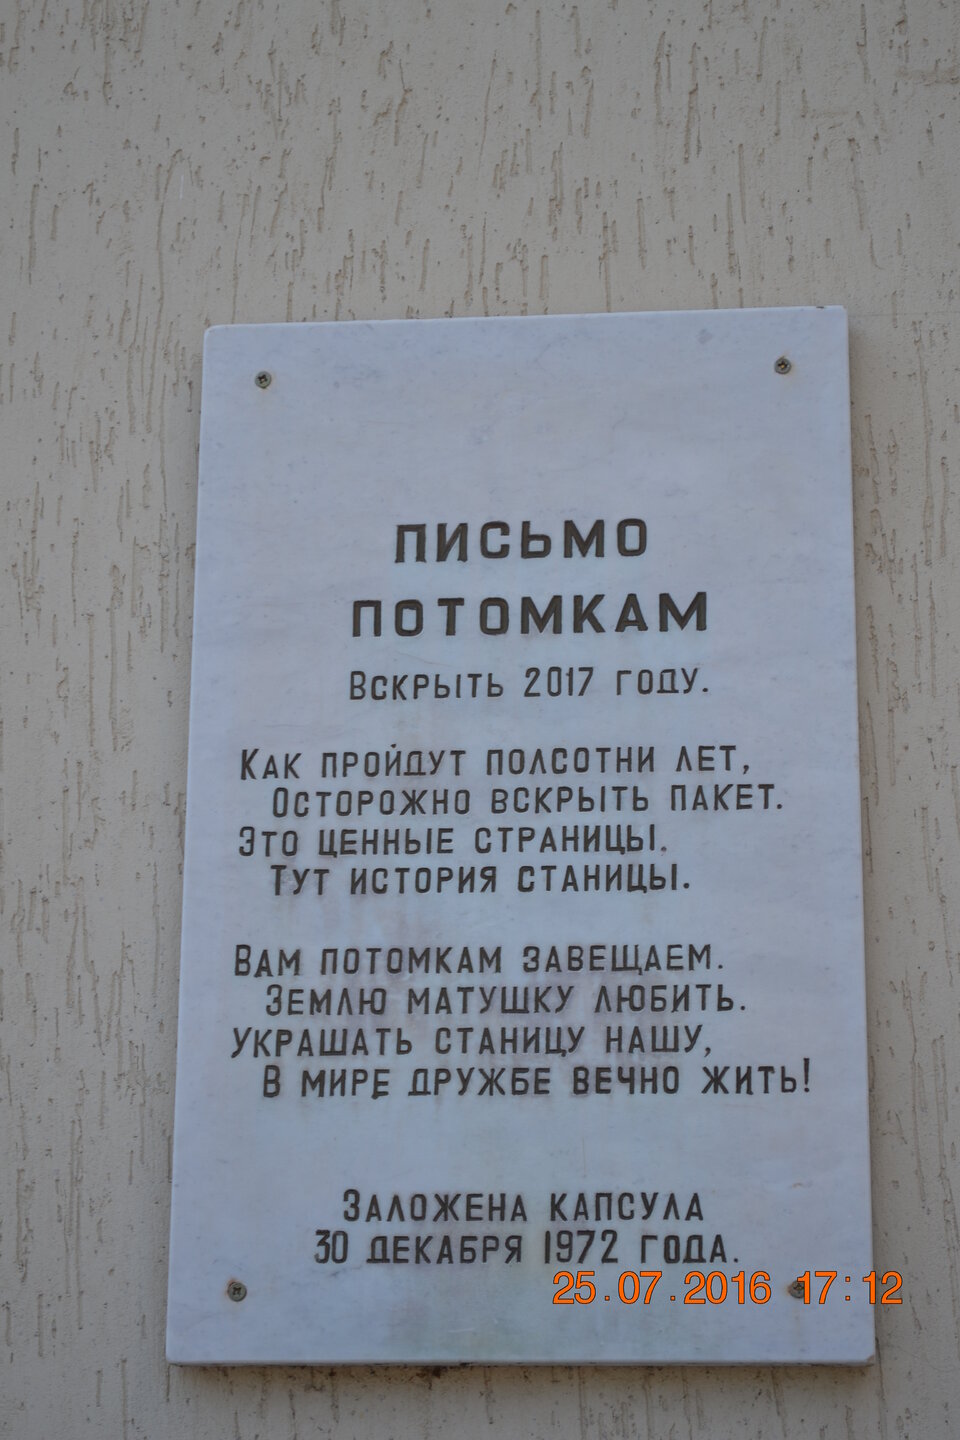 ПИСЬМО
ПОТОМКАМ
Вскрыть 2017 году.
Как пройдут полсотни лет,
Осторожно вскрыть пакет.
Это ценные страницы.
Тут история станицы.
Вам потомкам завещаем.
Землю матушку любить.
Украшать станицу нашу,
В мире дружбе вечно жить!
Заложена капсула
30 декабря 1972 года.
25.07.2016 17:12